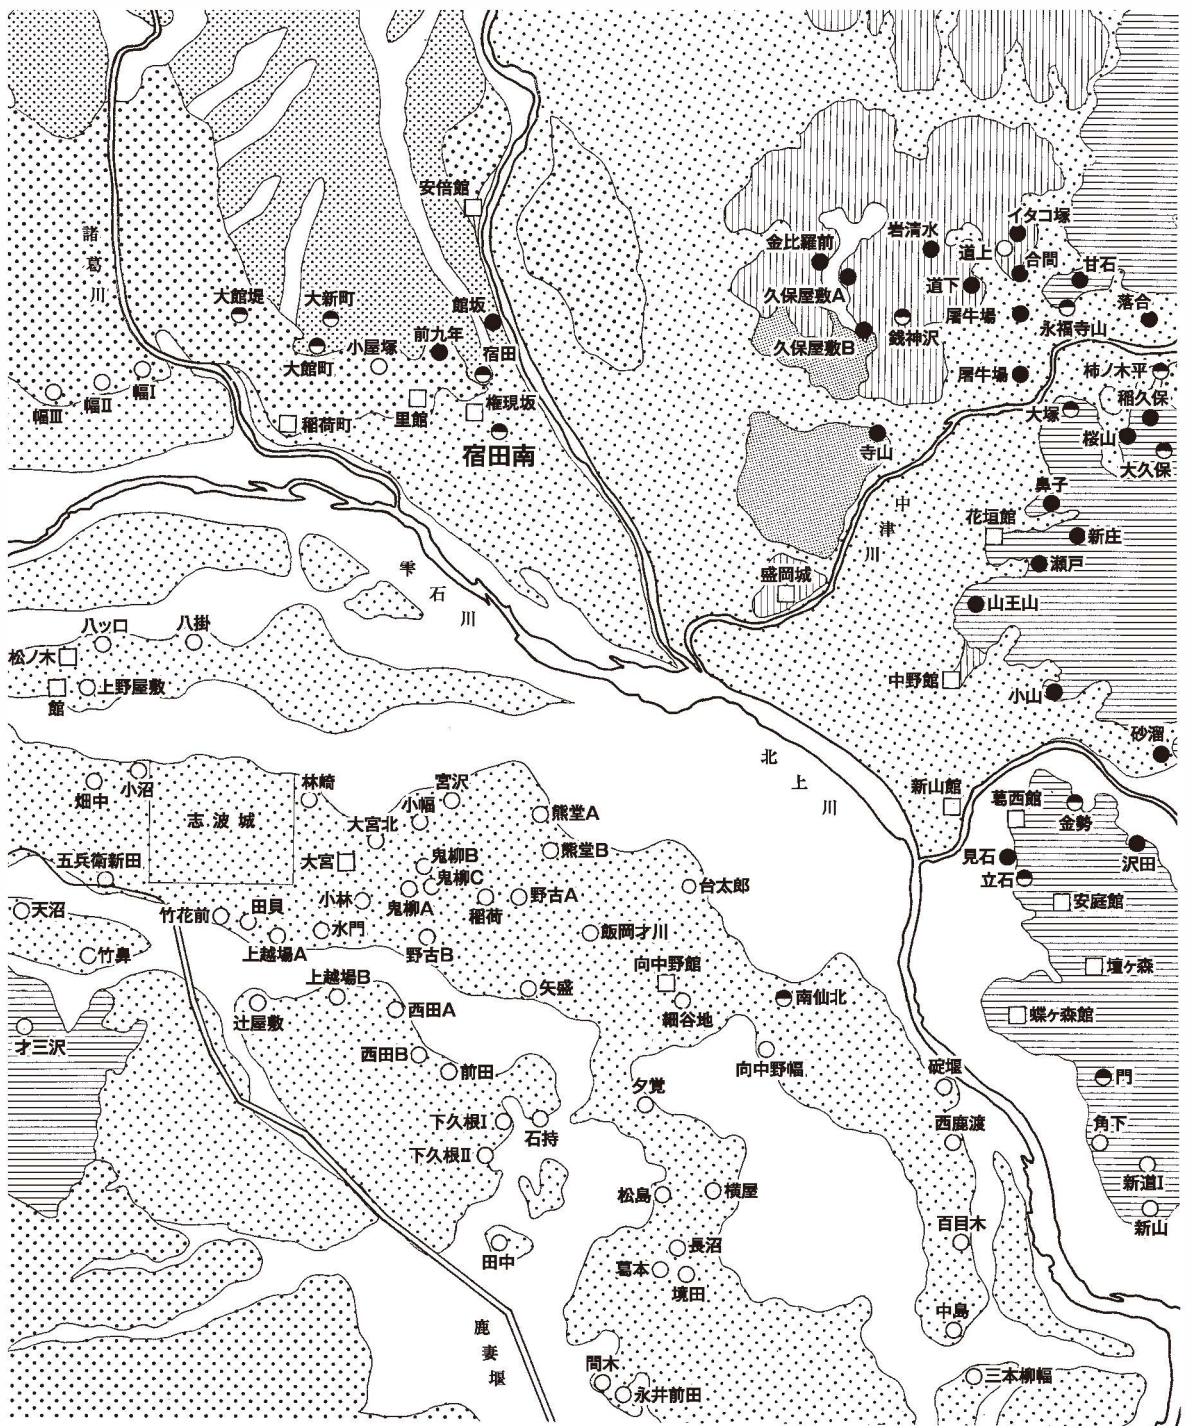 安倍館
諸葛川
イタコ塚
岩清水
金比羅前
道上
合間
甘石
久保屋敷A
道下
落合
大館堤
大新町
館坂
屠牛場
永福寺山
前九年
久保屋敷B
銭神沢
小屋塚
宿田
大館町
屠牛場
柿ノ木平
幅Ⅰ
幅Ⅱ
幅Ⅲ
稲久保
権現坂
大塚
里館
稲荷町
桜山
宿田南
寺山
大久保
鼻子
中津川
花垣館
新庄
瀬戸
雫石川
盛岡城
山王山
八ッ口
八掛
松ノ木
上野屋敷
館
中野館
小山
砂溜
北上川
小沼
畑中
林崎
宮沢
新山館
葛西館
小幅
熊堂A
志波城
大宮北
金勢
熊堂B
鬼柳B
大宮
見石
沢田
五兵衛新田
鬼柳C
立石
台太郎
小林
鬼柳A
稲荷
野古A
安庭館
天沼
竹花前
田貝
水門
飯岡才川
上越場A
野古B
竹鼻
向中野館
壇ヶ森
上越場B
矢盛
南仙北
細谷地
辻屋敷
西田A
蝶ヶ森館
才三沢
西田B
前田
向中野幅
碇堰
門
夕覚
下久根Ⅰ
石持
西鹿渡
角下
下久根Ⅱ
新道Ⅰ
松島
横屋
新山
百目木
田中
長沼
葛本
境田
中島
鹿妻堰
間木
三本柳幅
永井前田